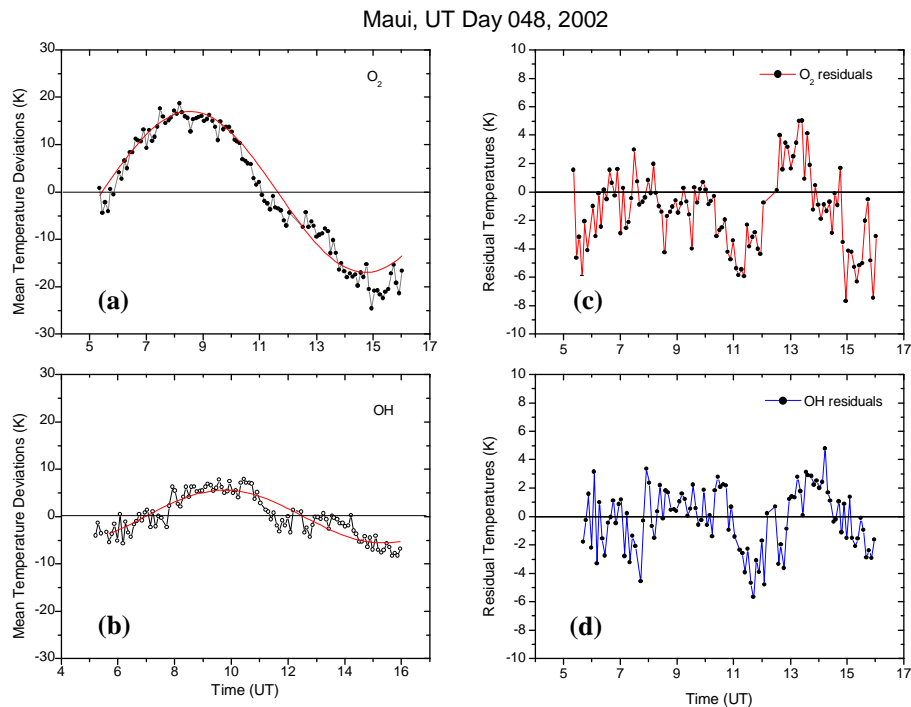 Maui, UT Day 048, 2002
Mean Temperature Deviations (K)
30
20
10
0
-10
-20
-30
O2
(a)
5 7 9 11 13 15 17
Residual Temperatures (K)
10
8
6
4
2
0
-2
-4
-6
-8
-10
O2 residuals
(c)
5 7 9 11 13 15 17
Mean Temperature Deviations (K)
30
20
10
0
-10
-20
-30
OH
(b)
4 6 8 10 12 14 16
Time (UT)
Residual Temperatures (K)
10
8
6
4
2
0
-2
-4
-6
-8
-10
OH residuals
(d)
5 7 9 11 13 15 17
Time (UT)